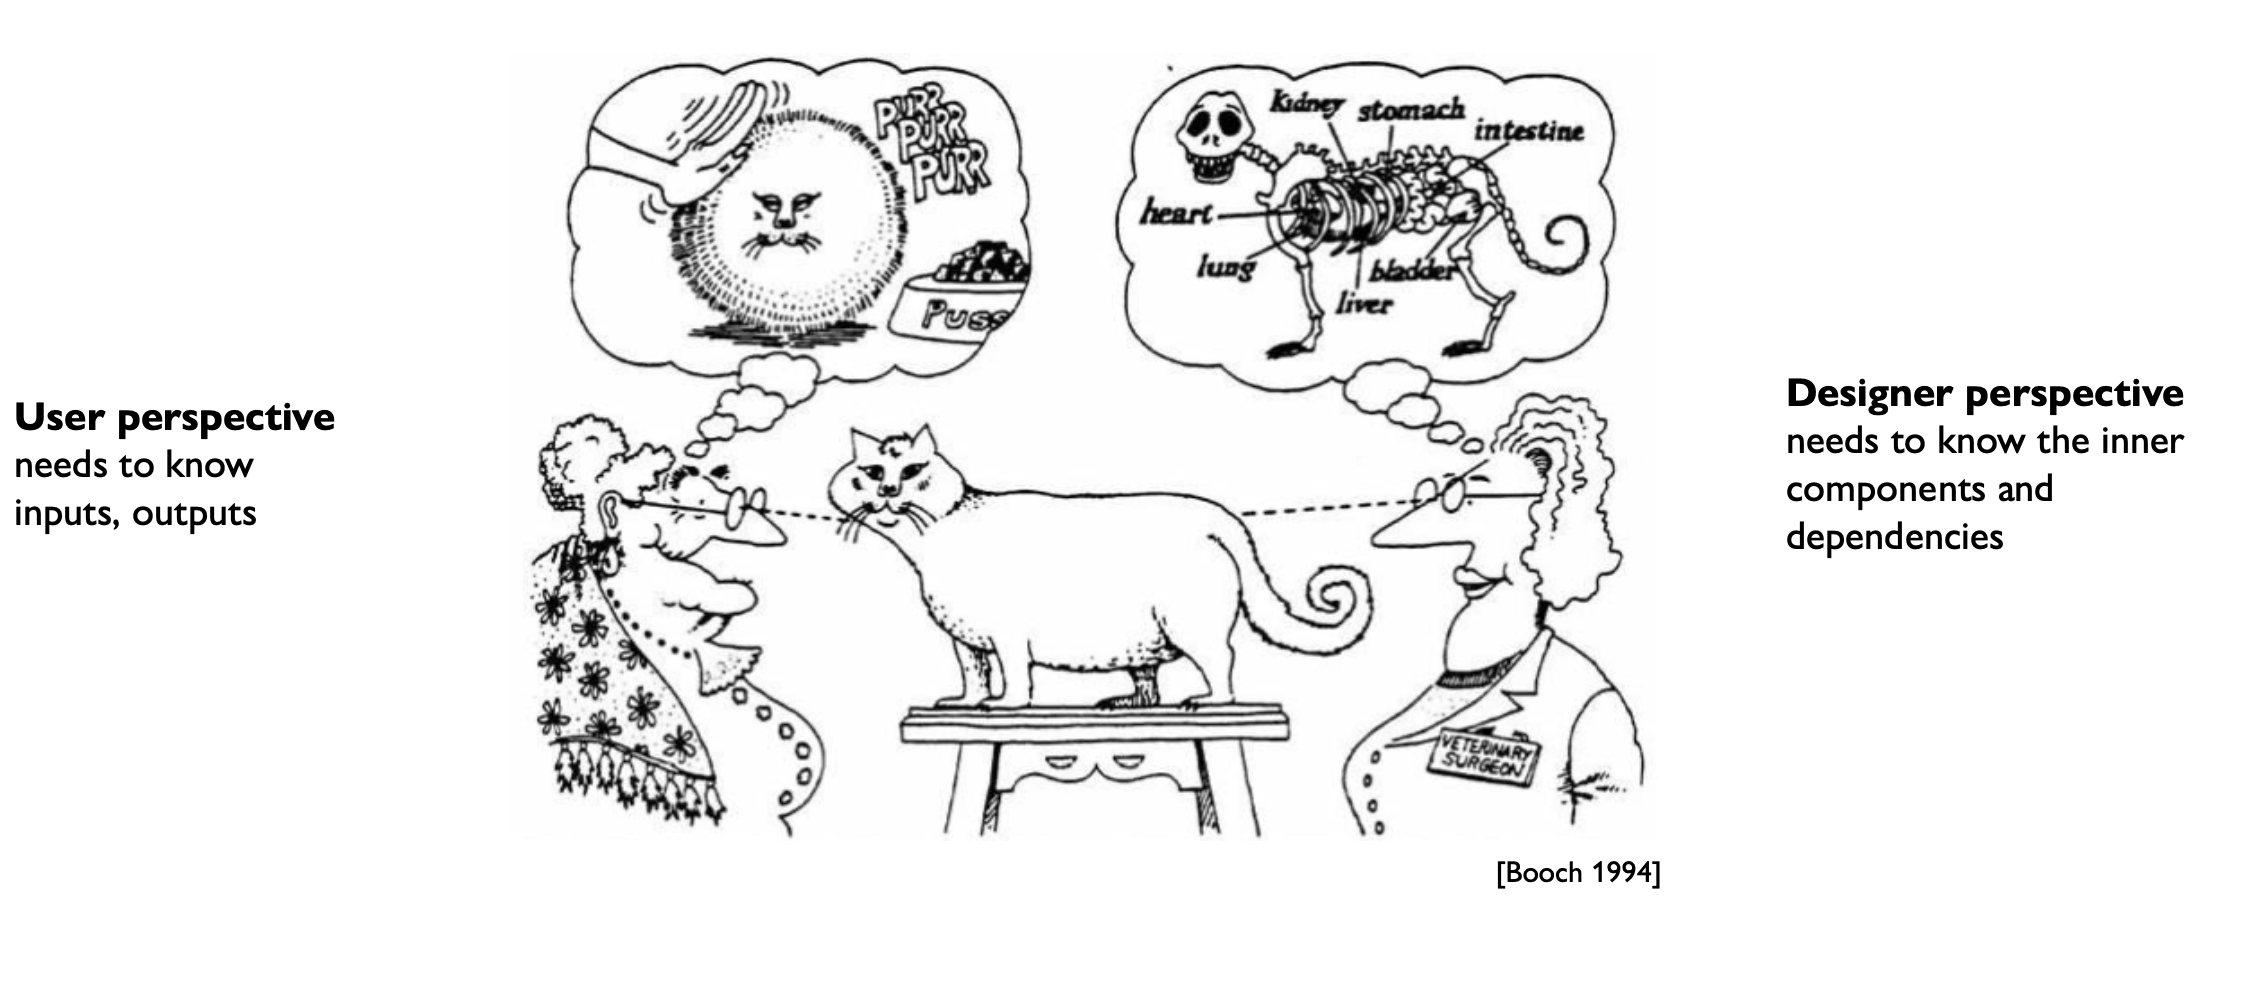 PURR
PURR
PURR
Puss
Kidney
stomach
intestine
heart
lung
bladder
liver
User perspective
needs to know
inputs, outputs
Designer perspective
needs to know the inner
components and
dependencies
VETERINARY
SURGEON
[Booch 1994]